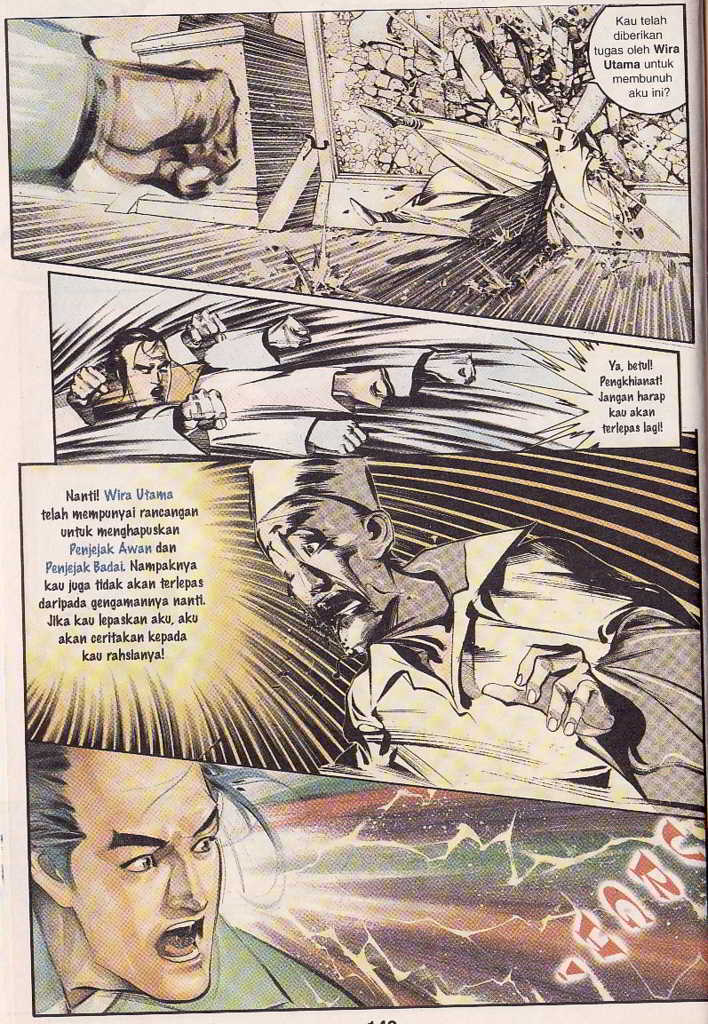 Kau telah
diberikan
tugas oleh Wira
Utama untuk
membunuh
aku ini?
Ya, betul!
Pengkhianat!
Jangan harap
kau akan
terlepas lagi!
Nanti! Wira Utama
telah mempunyai rancangan
untuk menghapuskan
Penjejak Awan dan
Penjejak Badai. Nampaknya
kau juga tidak akan terlepas
daripada gengamannya nanti.
Jika kau lepaskan aku, aku
akan ceritakan kepada
kau rahsianya!